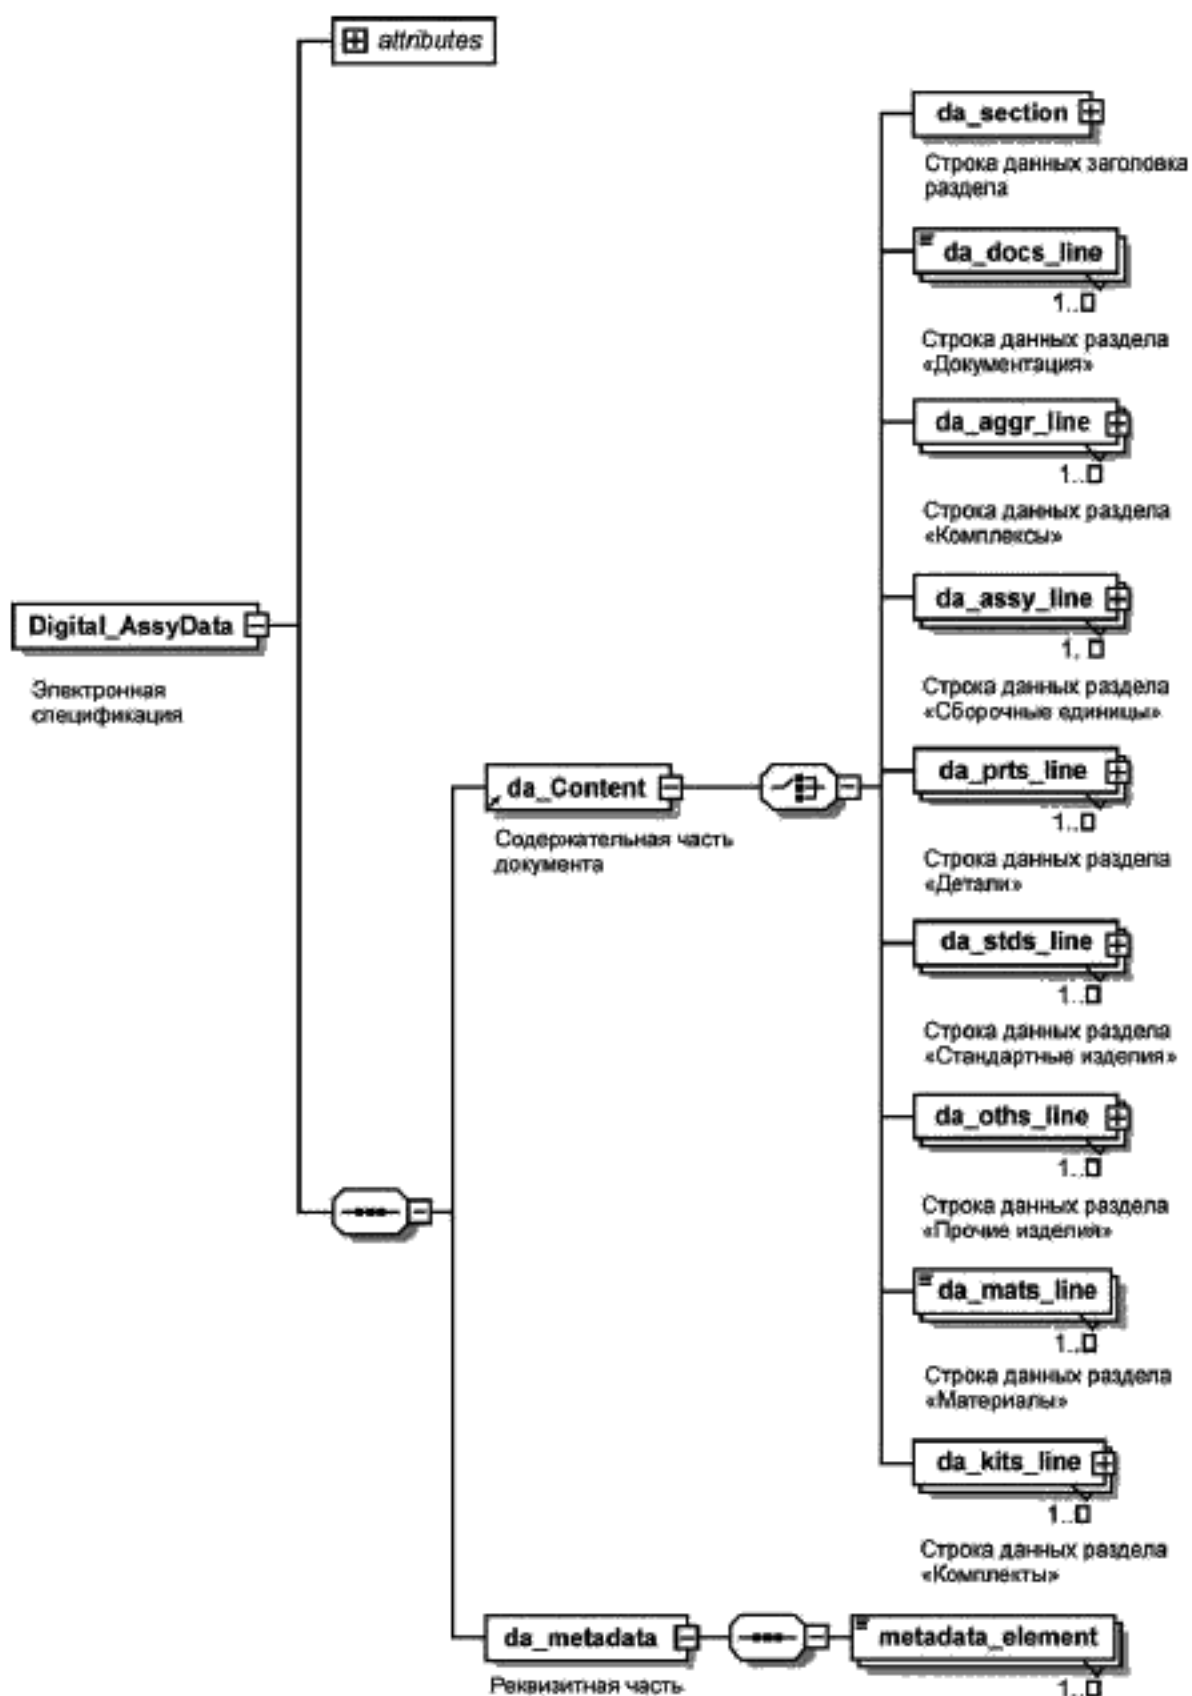 attributes
da_section
Строка данных заголовка
раздела
da_docs_line
1..□
Строка данных раздела
«Документация»
da_aggr_line
1..□
Строка данных раздела
«Комплексы»
da_assy_line
1. □
Строка данных раздела
«Сборочные единицы»
Digital_AssyData
Электронная
спецификация
da_prts_line
1..□
Строка данных раздела
«Детали»
da_Content
Содержательная часть
документа
da_stds_line
1..□
Строка данных раздела
«Стандартные изделия»
da_oths_line
1..□
Строка данных раздела
«Прочие изделия»
da_mats_line
1..□
Строка данных раздела
«Материалы»
da_kits_line
1..□
Строка данных раздела
«Комплекты»
da_metadata
Реквизитная часть
metadata_element
1..□